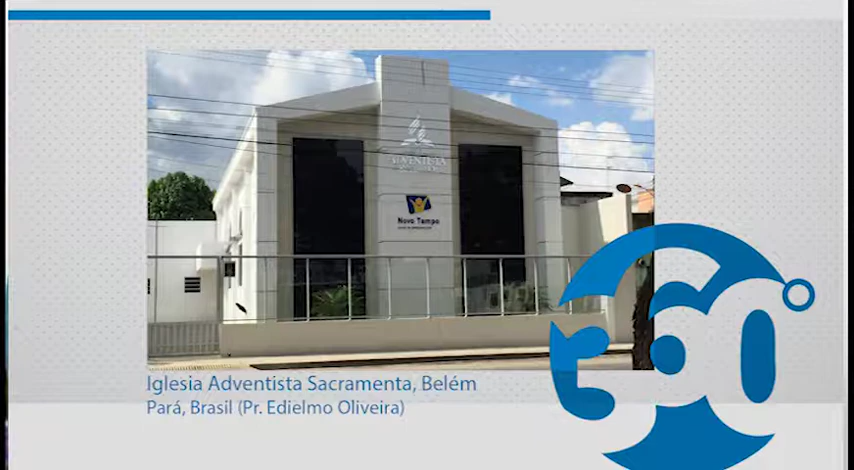 ADVENTISTA
Novo Tempo
Iglesia Adventista Sacramenta, Belém
Pará, Brasil (Pr. Edielmo Oliveira)
360°